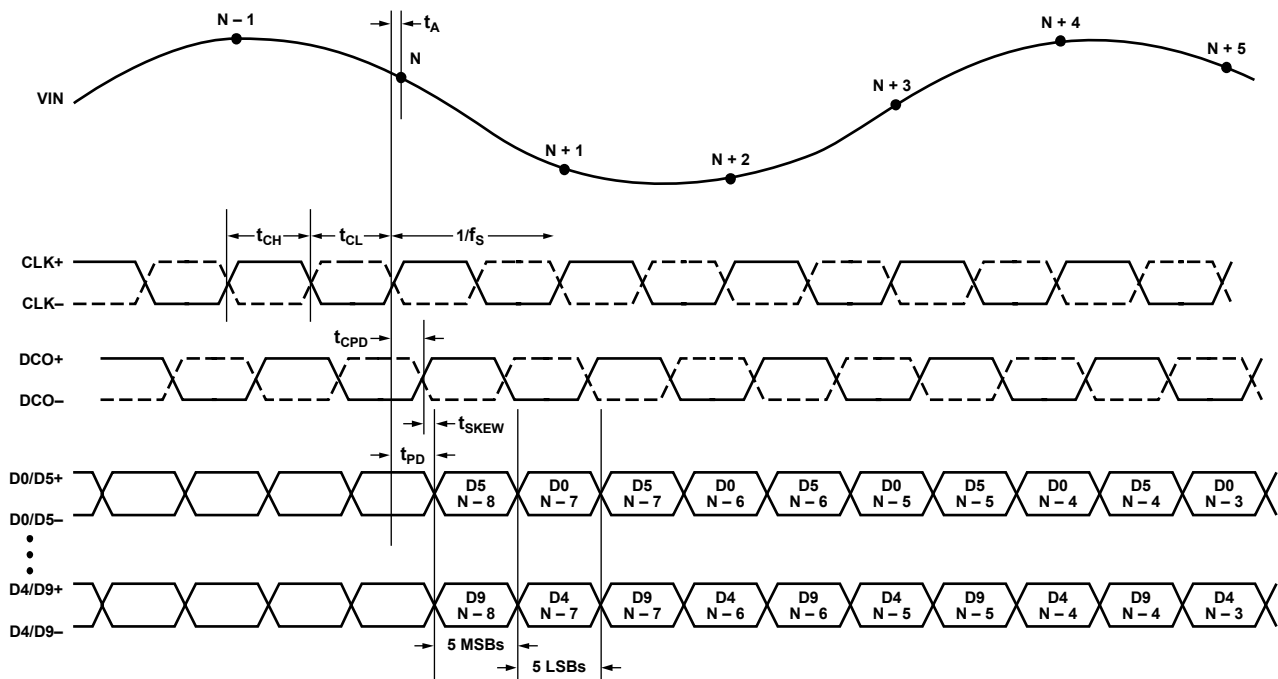 N – 1
tA
N
N + 4
N + 5
VIN
N + 3
N + 1
N + 2
tCH
tCL
1/fS
CLK+
CLK–
tCPD
DCO+
DCO–
tSKEW
tPD
D0/D5+
D5 D0 D5 D0 D5 D0 D5 D0 D5 D0
N – 8 N – 7 N – 7 N – 6 N – 6 N – 5 N – 5 N – 4 N – 4 N – 3
D0/D5–
D4/D9+
D9 D4 D9 D4 D9 D4 D9 D4 D9 D4
N – 8 N – 7 N – 7 N – 6 N – 6 N – 5 N – 5 N – 4 N – 4 N – 3
D4/D9–
5 MSBs
5 LSBs